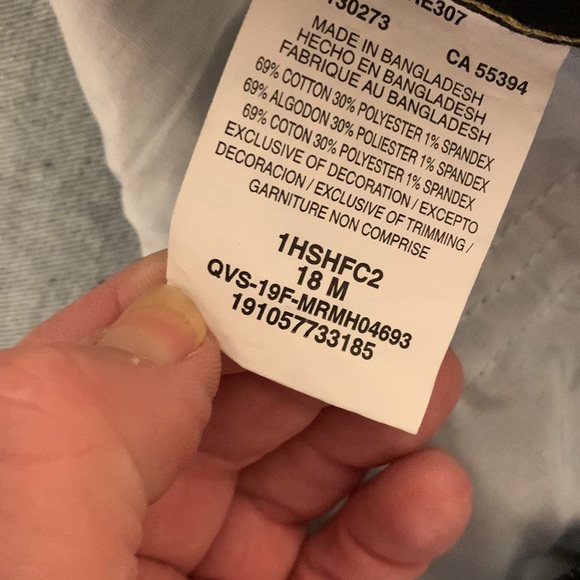 RE307
130273
CA 55394
MADE IN BANGLADESH
HECHO EN BANGLADESH
FABRIQUE AU BANGLADESH
69% COTTON 30% POLYESTER 1% SPANDEX
69% ALGODON 30% POLIESTER 1% SPANDEX
69% COTON 30% POLYESTER 1% SPANDEX
EXCLUSIVE OF DECORATION / EXCEPTO
DECORACION / EXCLUSIVE OF TRIMMING /
GARNITURE NON COMPRISE
1HSHFC2
18 M
QVS-19F-MRMH04693
191057733185